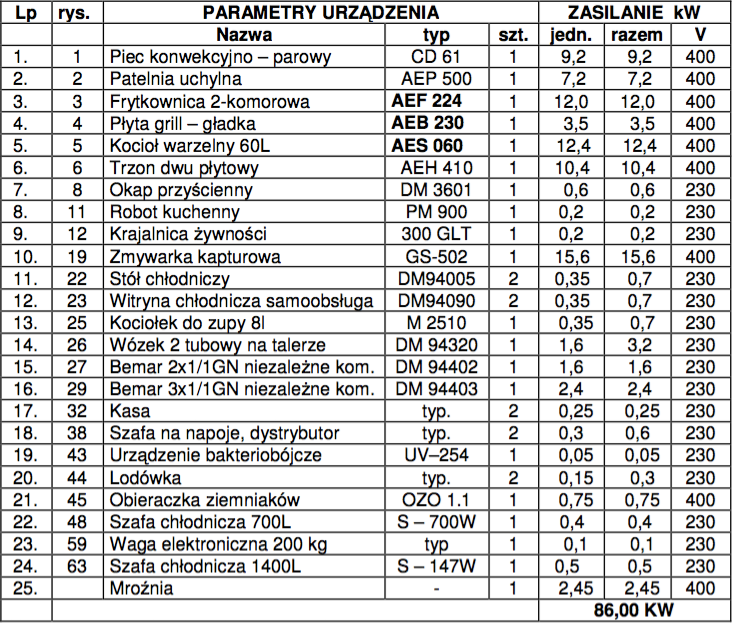 Lp rys. PARAMETRY URZĄDZENIA ZASILANIE kW
Nazwa typ szt. jedn. razem V
1. 1 Piec konwekcyjno – parowy CD 61 1 9,2 9,2 400
2. 2 Patelnia uchylna AEP 500 1 7,2 7,2 400
3. 3 Frytkownica 2-komorowa AEF 224 1 12,0 12,0 400
4. 4 Płyta grill – gładka AEB 230 1 3,5 3,5 400
5. 5 Kocioł warzelny 60L AES 060 1 12,4 12,4 400
6. 6 Trzon dwu płytowy AEH 410 1 10,4 10,4 400
7. 8 Okap przyścienny DM 3601 1 0,6 0,6 230
8. 11 Robot kuchenny PM 900 1 0,2 0,2 230
9. 12 Krajalnica żywności 300 GLT 1 0,2 0,2 230
10. 19 Zmywarka kapturowa GS-502 1 15,6 15,6 400
11. 22 Stół chłodniczy DM94005 2 0,35 0,7 230
12. 23 Witryna chłodnicza samoobsługa DM94090 2 0,35 0,7 230
13. 25 Kociołek do zupy 8l M 2510 1 0,35 0,7 230
14. 26 Wózek 2 tubowy na talerze DM 94320 1 1,6 3,2 230
15. 27 Bemar 2x1/1GN niezależne kom. DM 94402 1 1,6 1,6 230
16. 29 Bemar 3x1/1GN niezależne kom. DM 94403 1 2,4 2,4 230
17. 32 Kasa typ. 2 0,25 0,25 230
18. 38 Szafa na napoje, dystrybutor typ. 2 0,3 0,6 230
19. 43 Urządzenie bakteriobójcze UV–254 1 0,05 0,05 230
20. 44 Lodówka typ. 2 0,15 0,3 230
21. 45 Obieraczka ziemniaków OZO 1.1 1 0,75 0,75 400
22. 48 Szafa chłodnicza 700L S – 700W 1 0,4 0,4 230
23. 59 Waga elektroniczna 200 kg typ 1 0,1 0,1 230
24. 63 Szafa chłodnicza 1400L S – 147W 1 0,5 0,5 230
25. Mroźnia - 1 2,45 2,45 400
86,00 KW